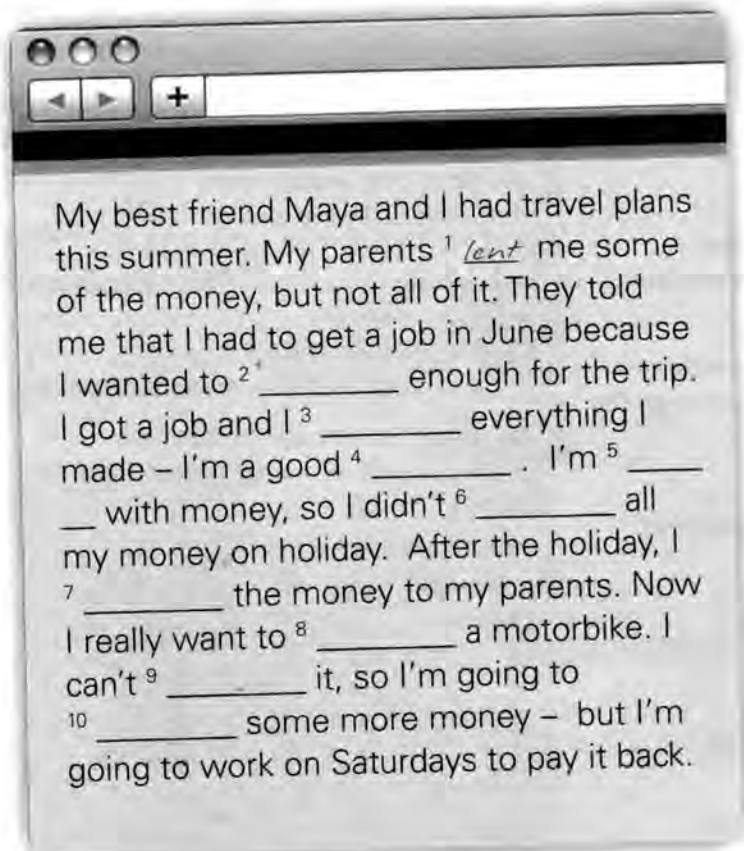 +
My best friend Maya and I had travel plans
this summer. My parents ¹ lent me some
of the money, but not all of it. They told
me that I had to get a job in June because
I wanted to ² ________ enough for the trip.
I got a job and I ³ ________ everything I
made – I'm a good ⁴ ________ . I'm ⁵ ____
__ with money, so I didn't ⁶ ________ all
my money on holiday. After the holiday, I
⁷ ________ the money to my parents. Now
I really want to ⁸ ________ a motorbike. I
can't ⁹ ________ it, so I'm going to
¹⁰ ________ some more money – but I'm
going to work on Saturdays to pay it back.